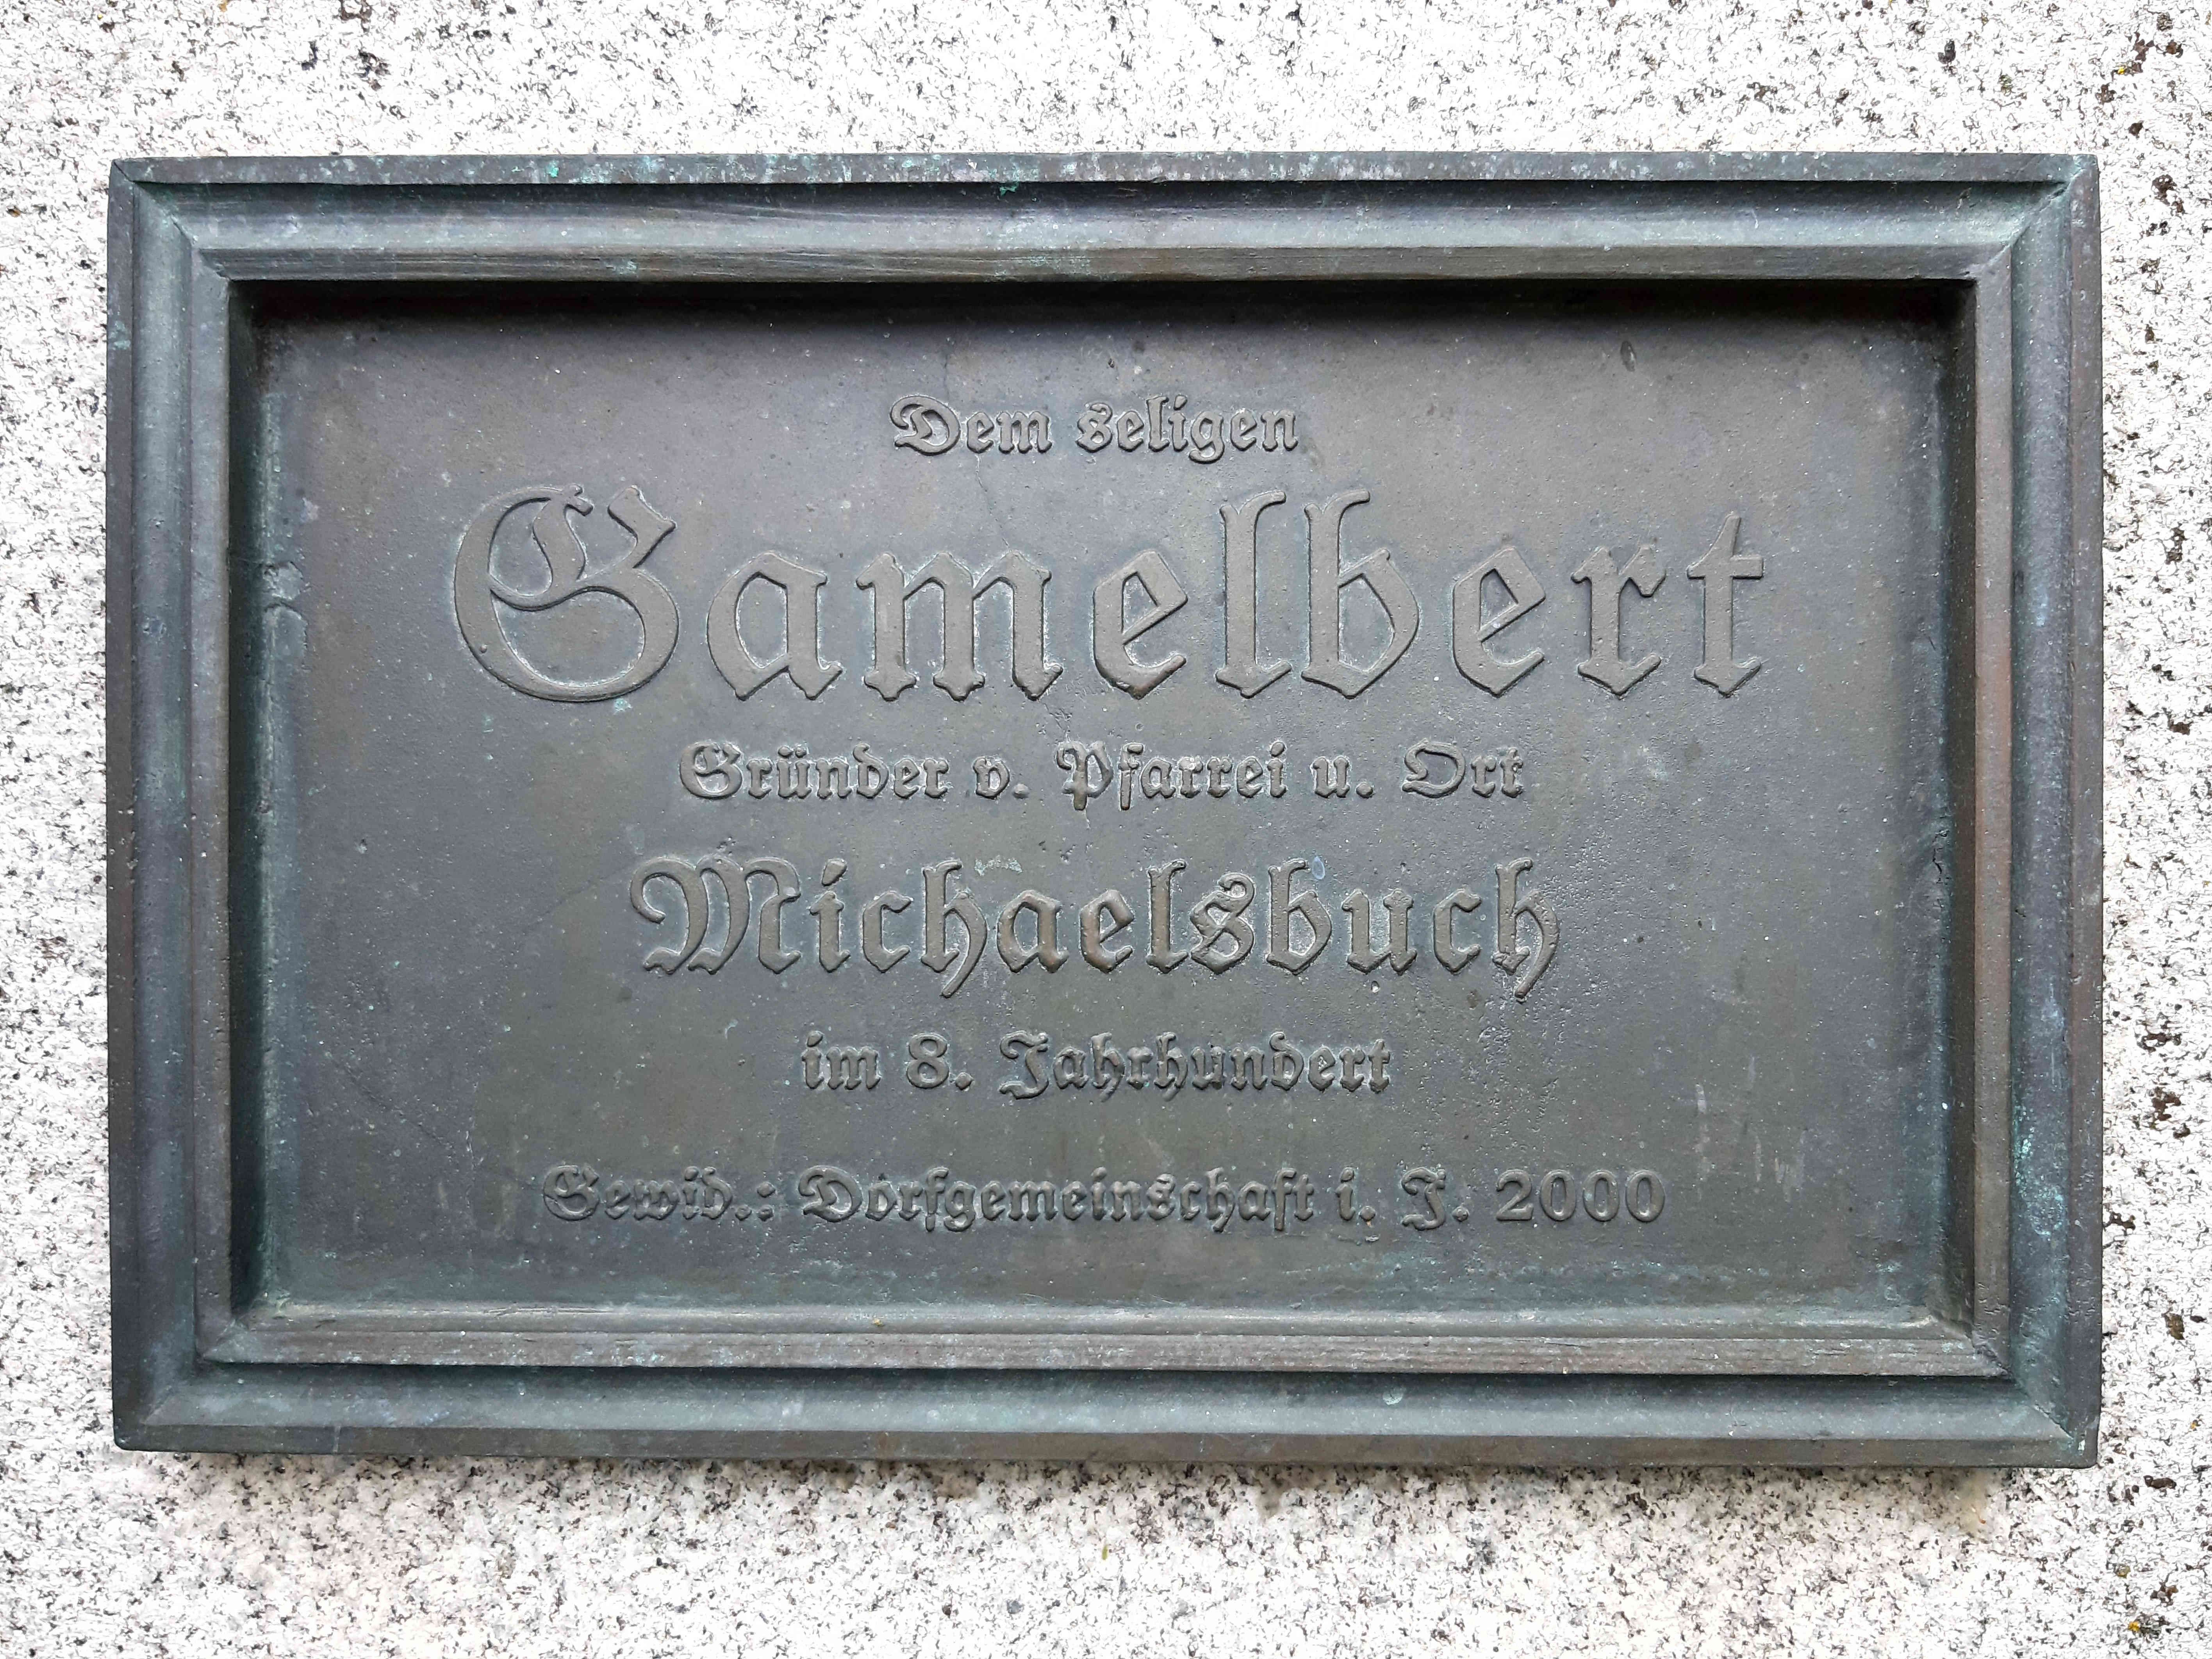 Dem seligen
Gamelbert
Gründer v. Pfarrei u. Ort
Michaelsbuch
im 8. Jahrhundert
Gewid.: Dorfgemeinschaft i. J. 2000